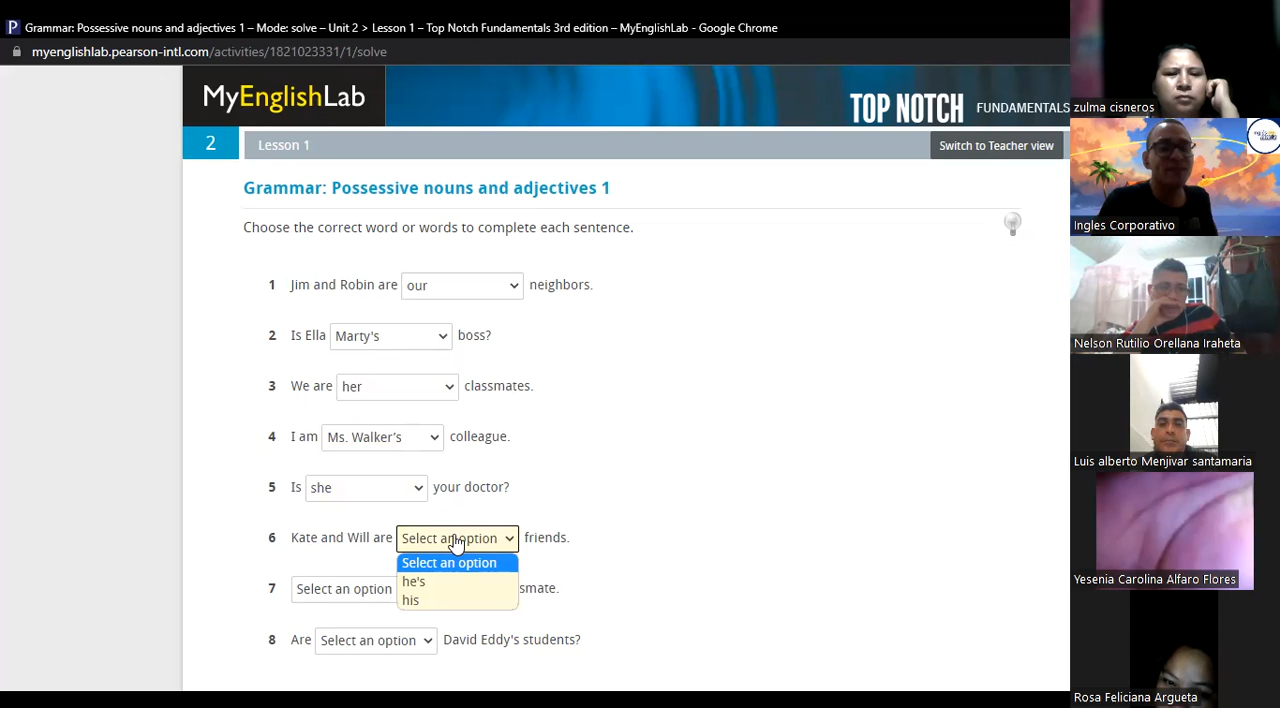 Grammar: Possessive nouns and adjectives 1 – Mode: solve – Unit 2 > Lesson 1 – Top Notch Fundamentals 3rd edition – MyEnglishLab - Google Chrome
myenglishlab.pearson-intl.com/activities/1821023331/1/solve
MyEnglishLab
TOP NOTCH FUNDAMENTALS
2 Lesson 1 Switch to Teacher view
Grammar: Possessive nouns and adjectives 1
Choose the correct word or words to complete each sentence.
1 Jim and Robin are our neighbors.
2 Is Ella Marty's boss?
3 We are her classmates.
4 I am Ms. Walker’s colleague.
5 Is she your doctor?
6 Kate and Will are Select an option friends.
Select an option
he's
his
7 Select an option smate.
8 Are Select an option David Eddy's students?
zulma cisneros
Ingles Corporativo
Nelson Rutilio Orellana Iraheta
Luis alberto Menjivar santamaria
Yesenia Carolina Alfaro Flores
Rosa Feliciana Argueta